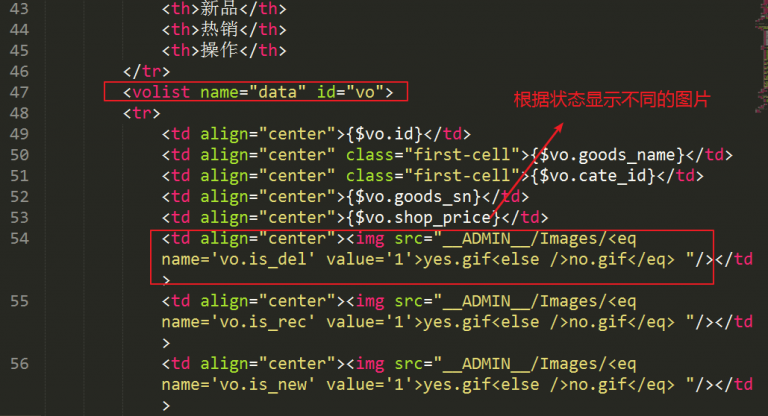 43 <th>新品</th>
44 <th>热销</th>
45 <th>操作</th>
46 </tr>
47 <volist name="data" id="vo">
根据状态显示不同的图片
48 <tr>
49 <td align="center">{$vo.id}</td>
50 <td align="center" class="first-cell">{$vo.goods_name}</td>
51 <td align="center" class="first-cell">{$vo.cate_id}</td>
52 <td align="center">{$vo.goods_sn}</td>
53 <td align="center">{$vo.shop_price}</td>
54 <td align="center"><img src="__ADMIN__/Images/<eq
name='vo.is_del' value='1'>yes.gif<else />no.gif</eq> "/></td
>
55 <td align="center"><img src="__ADMIN__/Images/<eq
name='vo.is_rec' value='1'>yes.gif<else />no.gif</eq> "/></td
>
56 <td align="center"><img src="__ADMIN__/Images/<eq
name='vo.is_new' value='1'>yes.gif<else />no.gif</eq> "/></td
>